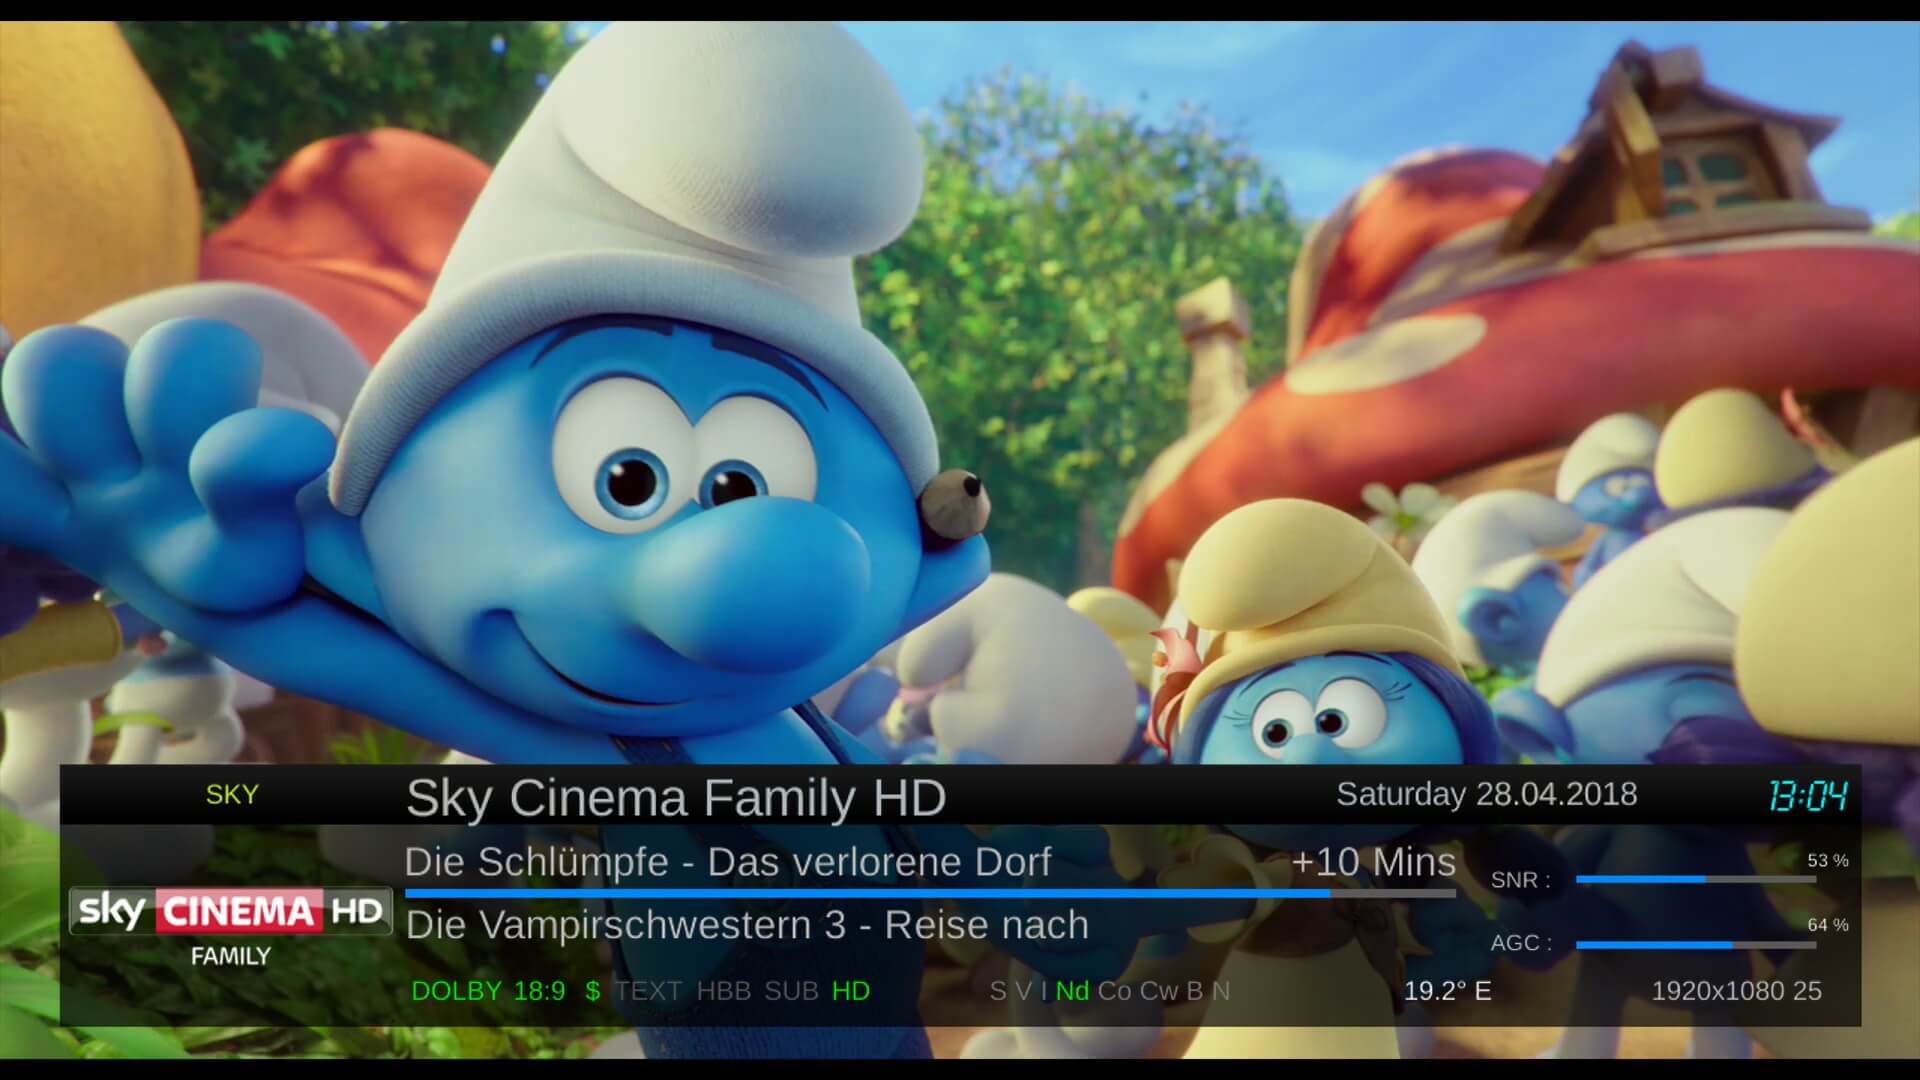 SKY Sky Cinema Family HD Saturday 28.04.2018 13:04
Die Schlümpfe - Das verlorene Dorf +10 Mins
53 %
SNR :
sky CINEMA HD
FAMILY
Die Vampirschwestern 3 - Reise nach
64 %
AGC :
DOLBY 18:9 $ TEXT HBB SUB HD S V I Nd Co Cw B N 19.2° E 1920x1080 25